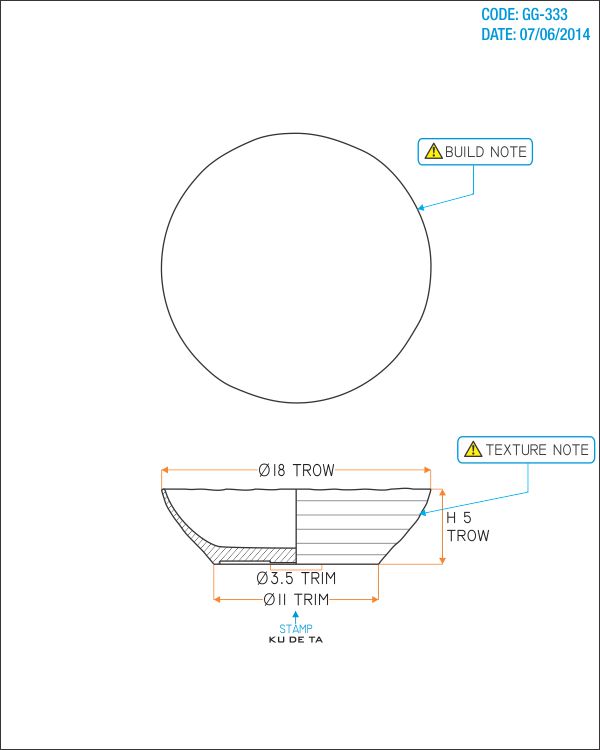 CODE: GG-333
DATE: 07/06/2014
BUILD NOTE
TEXTURE NOTE
Ø18 TROW
H 5
TROW
Ø3.5 TRIM
Ø11 TRIM
STAMP
KU DE TA